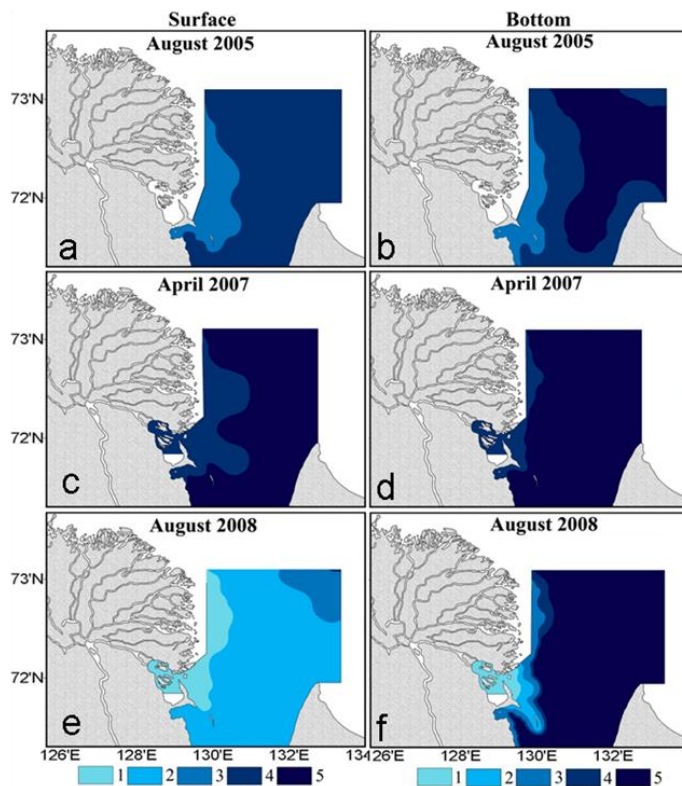 Surface Bottom
August 2005 August 2005
73'N
72'N
a b
April 2007 April 2007
73'N
72'N
c d
August 2008 August 2008
73'N
72'N
e f
126'E 128'E 130'E 132'E 134 126'E 128'E 130'E 132'E
1 2 3 4 5 1 2 3 4 5